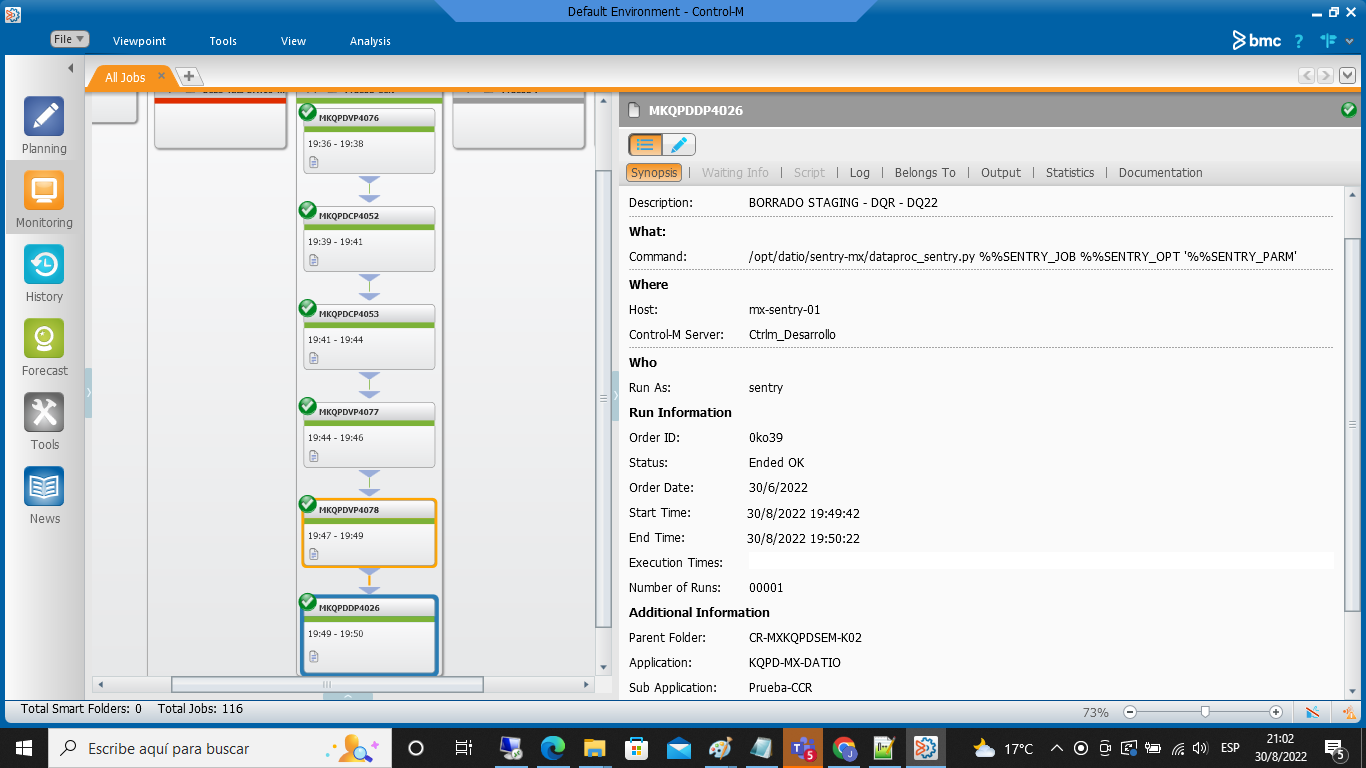 Default Environment - Control-M
File
Viewpoint
Tools
View
Analysis
bmc
?
All Jobs
Planning
Monitoring
History
Forecast
Tools
News
MKQPDVP4076
19:36 - 19:38
MKQPDCP4052
19:39 - 19:41
MKQPDCP4053
19:41 - 19:44
MKQPDVP4077
19:44 - 19:46
MKQPDVP4078
19:47 - 19:49
MKQPDDP4026
19:49 - 19:50
MKQPDDP4026
Synopsis | Waiting Info | Script | Log | Belongs To | Output | Statistics | Documentation
Description: BORRADO STAGING - DQR - DQ22
What:
Command: /opt/datio/sentry-mx/dataproc_sentry.py %%SENTRY_JOB %%SENTRY_OPT '%%SENTRY_PARM'
Where
Host: mx-sentry-01
Control-M Server: Ctrlm_Desarrollo
Who
Run As: sentry
Run Information
Order ID: 0ko39
Status: Ended OK
Order Date: 30/6/2022
Start Time: 30/8/2022 19:49:42
End Time: 30/8/2022 19:50:22
Execution Times:
Number of Runs: 00001
Additional Information
Parent Folder: CR-MXKQPDSEM-K02
Application: KQPD-MX-DATIO
Sub Application: Prueba-CCR
Total Smart Folders: 0 Total Jobs: 116
73%
Escribe aquí para buscar
5
17°C
ESP
21:02
30/8/2022
5